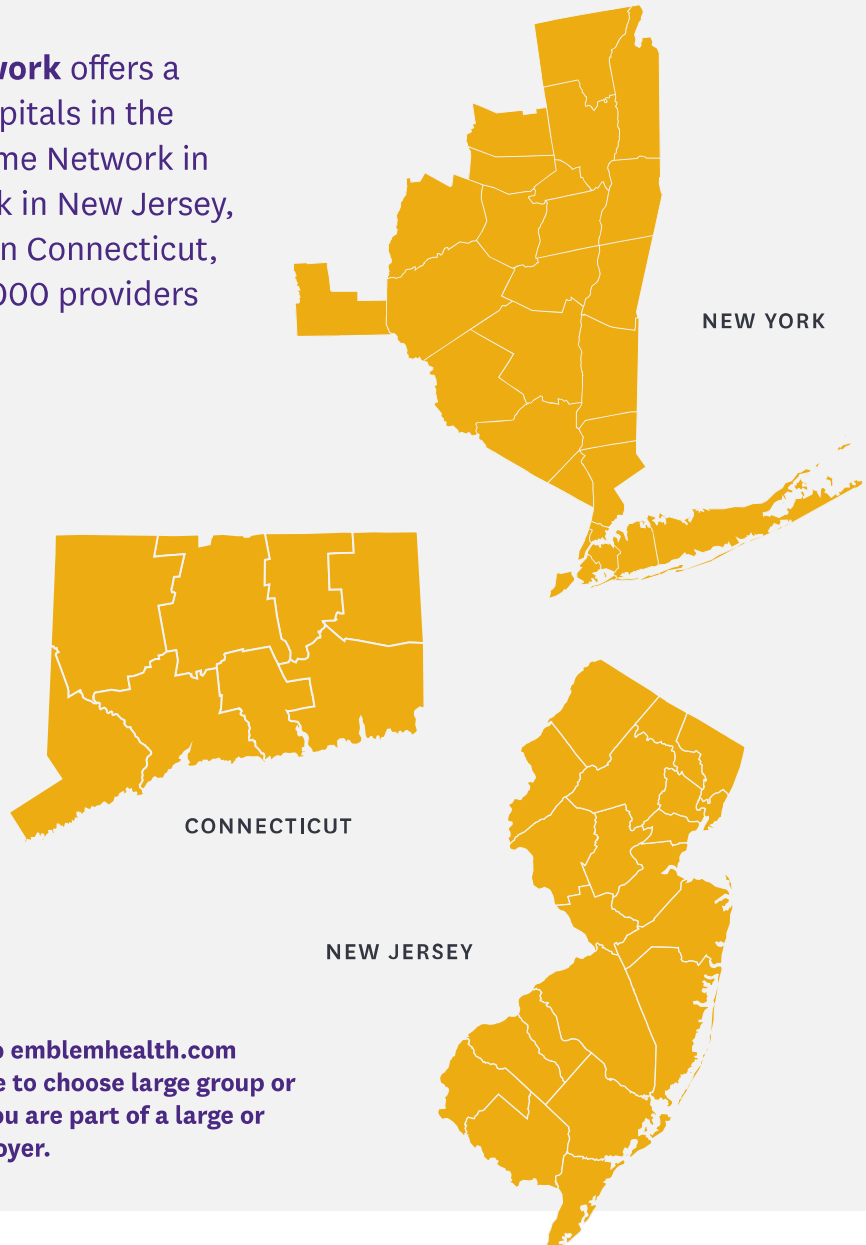 work offers a
pitals in the
me Network in
k in New Jersey,
n Connecticut,
000 providers
NEW YORK
CONNECTICUT
NEW JERSEY
o emblemhealth.com
e to choose large group or
ou are part of a large or
oyer.